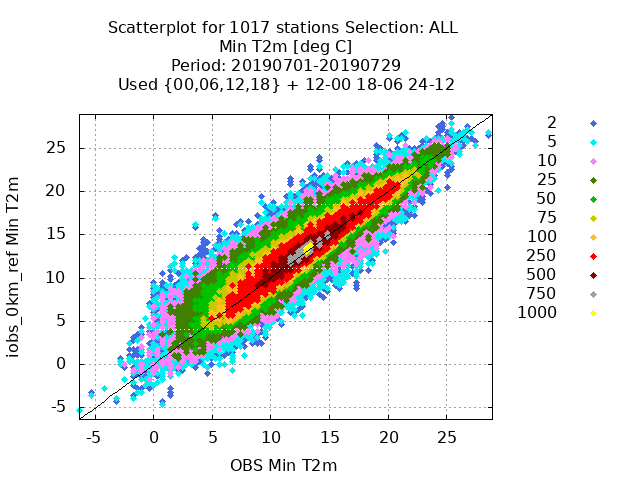 Scatterplot for 1017 stations Selection: ALL
Min T2m [deg C]
Period: 20190701-20190729
Used {00,06,12,18} + 12-00 18-06 24-12
iobs_0km_ref Min T2m
25
20
15
10
5
0
-5
-5 0 5 10 15 20 25
OBS Min T2m
2
5
10
25
50
75
100
250
500
750
1000